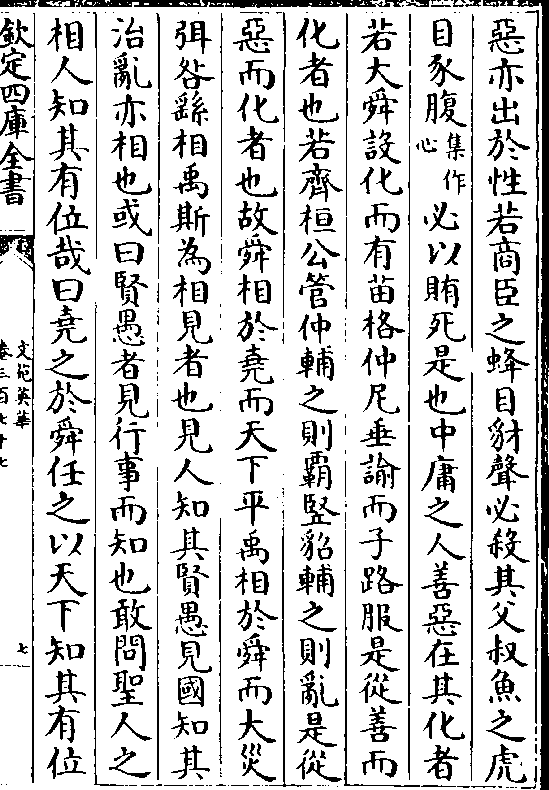 惡亦出於性若商臣之蜂目豺聲必殺其父叔魚之虎
目豕腹集作心必以賄死是也中庸之人善惡在其化者
若大舜設化而有苗格仲尼垂諭而子路服是從善而
化者也若齊桓公管仲輔之則霸豎貂輔之則亂是從
惡而化者也故舜相於堯而天下平禹相於舜而大災
弭咎繇相禹斯為相見者也見人知其賢愚見國知其
治亂亦相也或曰賢愚者見行事而知也敢問聖人之
相人知其有位哉曰堯之於舜任之以天下知其有位
欽定四庫全書
文苑英華
卷三百七十七
七